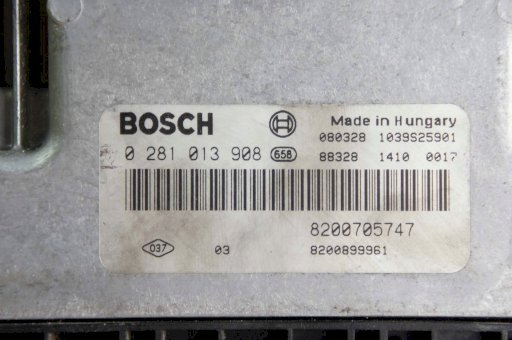 BOSCH Made in Hungary
080328 1039S25901
0 281 013 908 658 88328 1410 0017
8200705747
037 03 8200899961